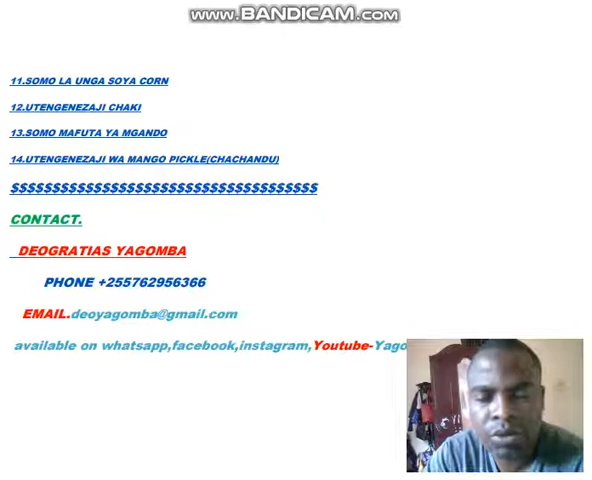 www.BANDICAM.com
11.SOMO LA UNGA SOYA CORN
12.UTENGENEZAJI CHAKI
13.SOMO MAFUTA YA MGANDO
14.UTENGENEZAJI WA MANGO PICKLE(CHACHANDU)
$$$$$$$$$$$$$$$$$$$$$$$$$$$$$$$$$$$$$
CONTACT.
DEOGRATIAS YAGOMBA
PHONE +255762956366
EMAIL.deoyagomba@gmail.com
available on whatsapp,facebook,instagram,Youtube-